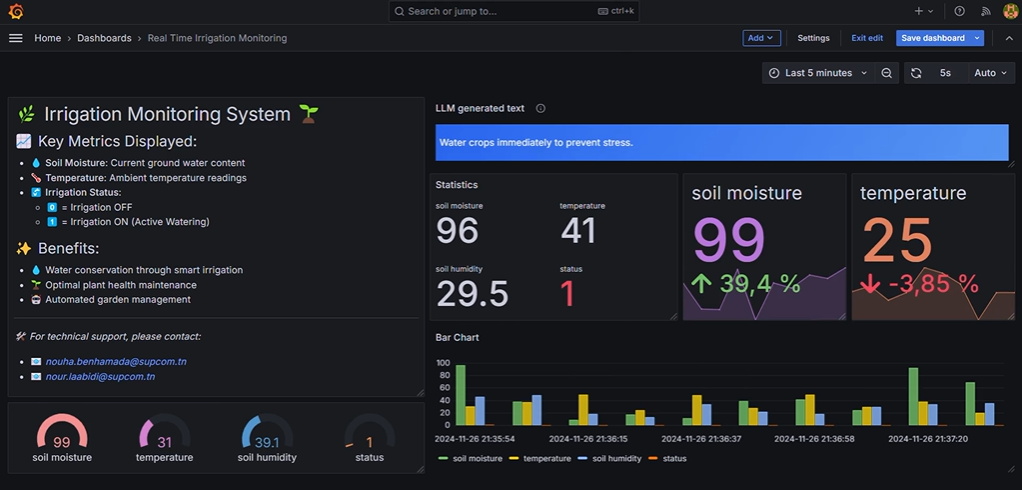 Search or jump to...
ctrl+k
Home › Dashboards › Real Time Irrigation Monitoring
Add
Settings
Exit edit
Save dashboard
Last 5 minutes
5s
Auto
Irrigation Monitoring System
Key Metrics Displayed:
Soil Moisture: Current ground water content
Temperature: Ambient temperature readings
Irrigation Status:
0 = Irrigation OFF
1 = Irrigation ON (Active Watering)
Benefits:
Water conservation through smart irrigation
Optimal plant health maintenance
Automated garden management
For technical support, please contact:
nouha.benhamada@supcom.tn
nour.laabidi@supcom.tn
99
soil moisture
31
temperature
39.1
soil humidity
1
status
LLM generated text
Water crops immediately to prevent stress.
Statistics
soil moisture
96
temperature
41
soil humidity
29.5
status
1
soil moisture
99
39,4 %
temperature
25
-3,85 %
Bar Chart
100
80
60
40
20
0
2024-11-26 21:35:54
2024-11-26 21:36:15
2024-11-26 21:36:37
2024-11-26 21:36:58
2024-11-26 21:37:20
soil moisture
temperature
soil humidity
status